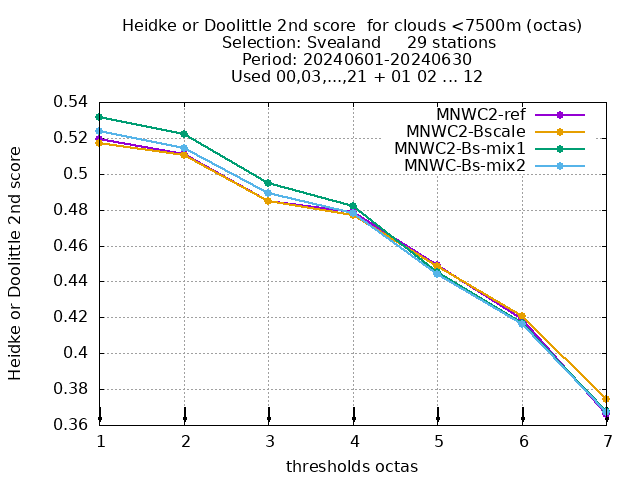 Heidke or Doolittle 2nd score  for clouds <7500m (octas)
Selection: Svealand     29 stations
Period: 20240601-20240630
Used 00,03,...,21 + 01 02 ... 12
MNWC2-ref
MNWC2-Bscale
MNWC2-Bs-mix1
MNWC-Bs-mix2
Heidke or Doolittle 2nd score
0.54
0.52
0.5
0.48
0.46
0.44
0.42
0.4
0.38
0.36
1 2 3 4 5 6 7
thresholds octas